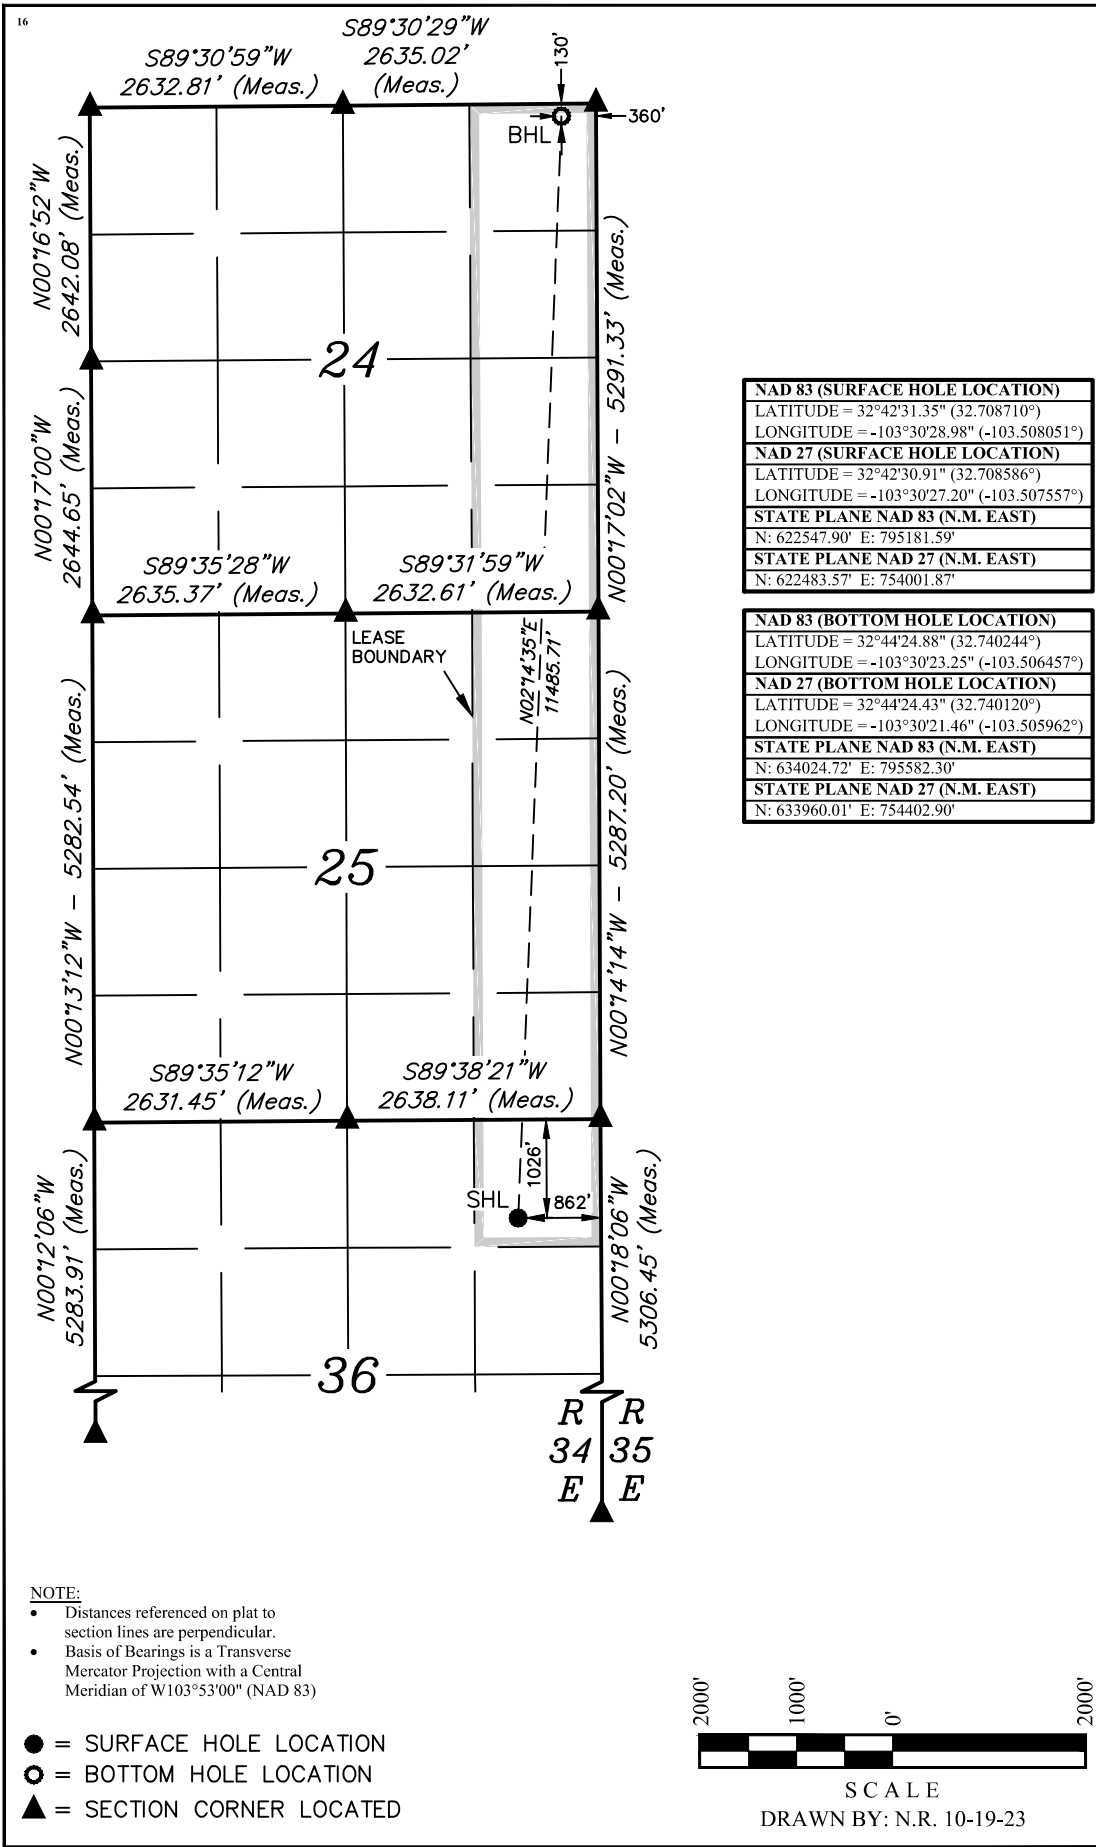 16
S89°30'59"W
2632.81' (Meas.)
S89°30'29"W
2635.02'
(Meas.)
130'
360'
BHL
N00°16'52"W
2642.08' (Meas.)
N00°17'00"W
2644.65' (Meas.)
24
N00°17'02"W - 5291.33' (Meas.)
S89°35'28"W
2635.37' (Meas.)
S89°31'59"W
2632.61' (Meas.)
LEASE
BOUNDARY
N02°14'35"E
11485.71'
N00°13'12"W - 5282.54' (Meas.)
25
N00°14'14"W - 5287.20' (Meas.)
S89°35'12"W
2631.45' (Meas.)
S89°38'21"W
2638.11' (Meas.)
1026'
SHL
862'
N00°12'06"W
5283.91' (Meas.)
N00°18'06"W
5306.45' (Meas.)
36
R R
34 35
E E
NAD 83 (SURFACE HOLE LOCATION)
LATITUDE = 32°42'31.35" (32.708710°)
LONGITUDE = -103°30'28.98" (-103.508051°)
NAD 27 (SURFACE HOLE LOCATION)
LATITUDE = 32°42'30.91" (32.708586°)
LONGITUDE = -103°30'27.20" (-103.507557°)
STATE PLANE NAD 83 (N.M. EAST)
N: 622547.90' E: 795181.59'
STATE PLANE NAD 27 (N.M. EAST)
N: 622483.57' E: 754001.87'
NAD 83 (BOTTOM HOLE LOCATION)
LATITUDE = 32°44'24.88" (32.740244°)
LONGITUDE = -103°30'23.25" (-103.506457°)
NAD 27 (BOTTOM HOLE LOCATION)
LATITUDE = 32°44'24.43" (32.740120°)
LONGITUDE = -103°30'21.46" (-103.505962°)
STATE PLANE NAD 83 (N.M. EAST)
N: 634024.72' E: 795582.30'
STATE PLANE NAD 27 (N.M. EAST)
N: 633960.01' E: 754402.90'
NOTE:
• Distances referenced on plat to
section lines are perpendicular.
• Basis of Bearings is a Transverse
Mercator Projection with a Central
Meridian of W103°53'00" (NAD 83)
= SURFACE HOLE LOCATION
= BOTTOM HOLE LOCATION
= SECTION CORNER LOCATED
2000' 1000' 0' 2000'
SCALE
DRAWN BY: N.R. 10-19-23